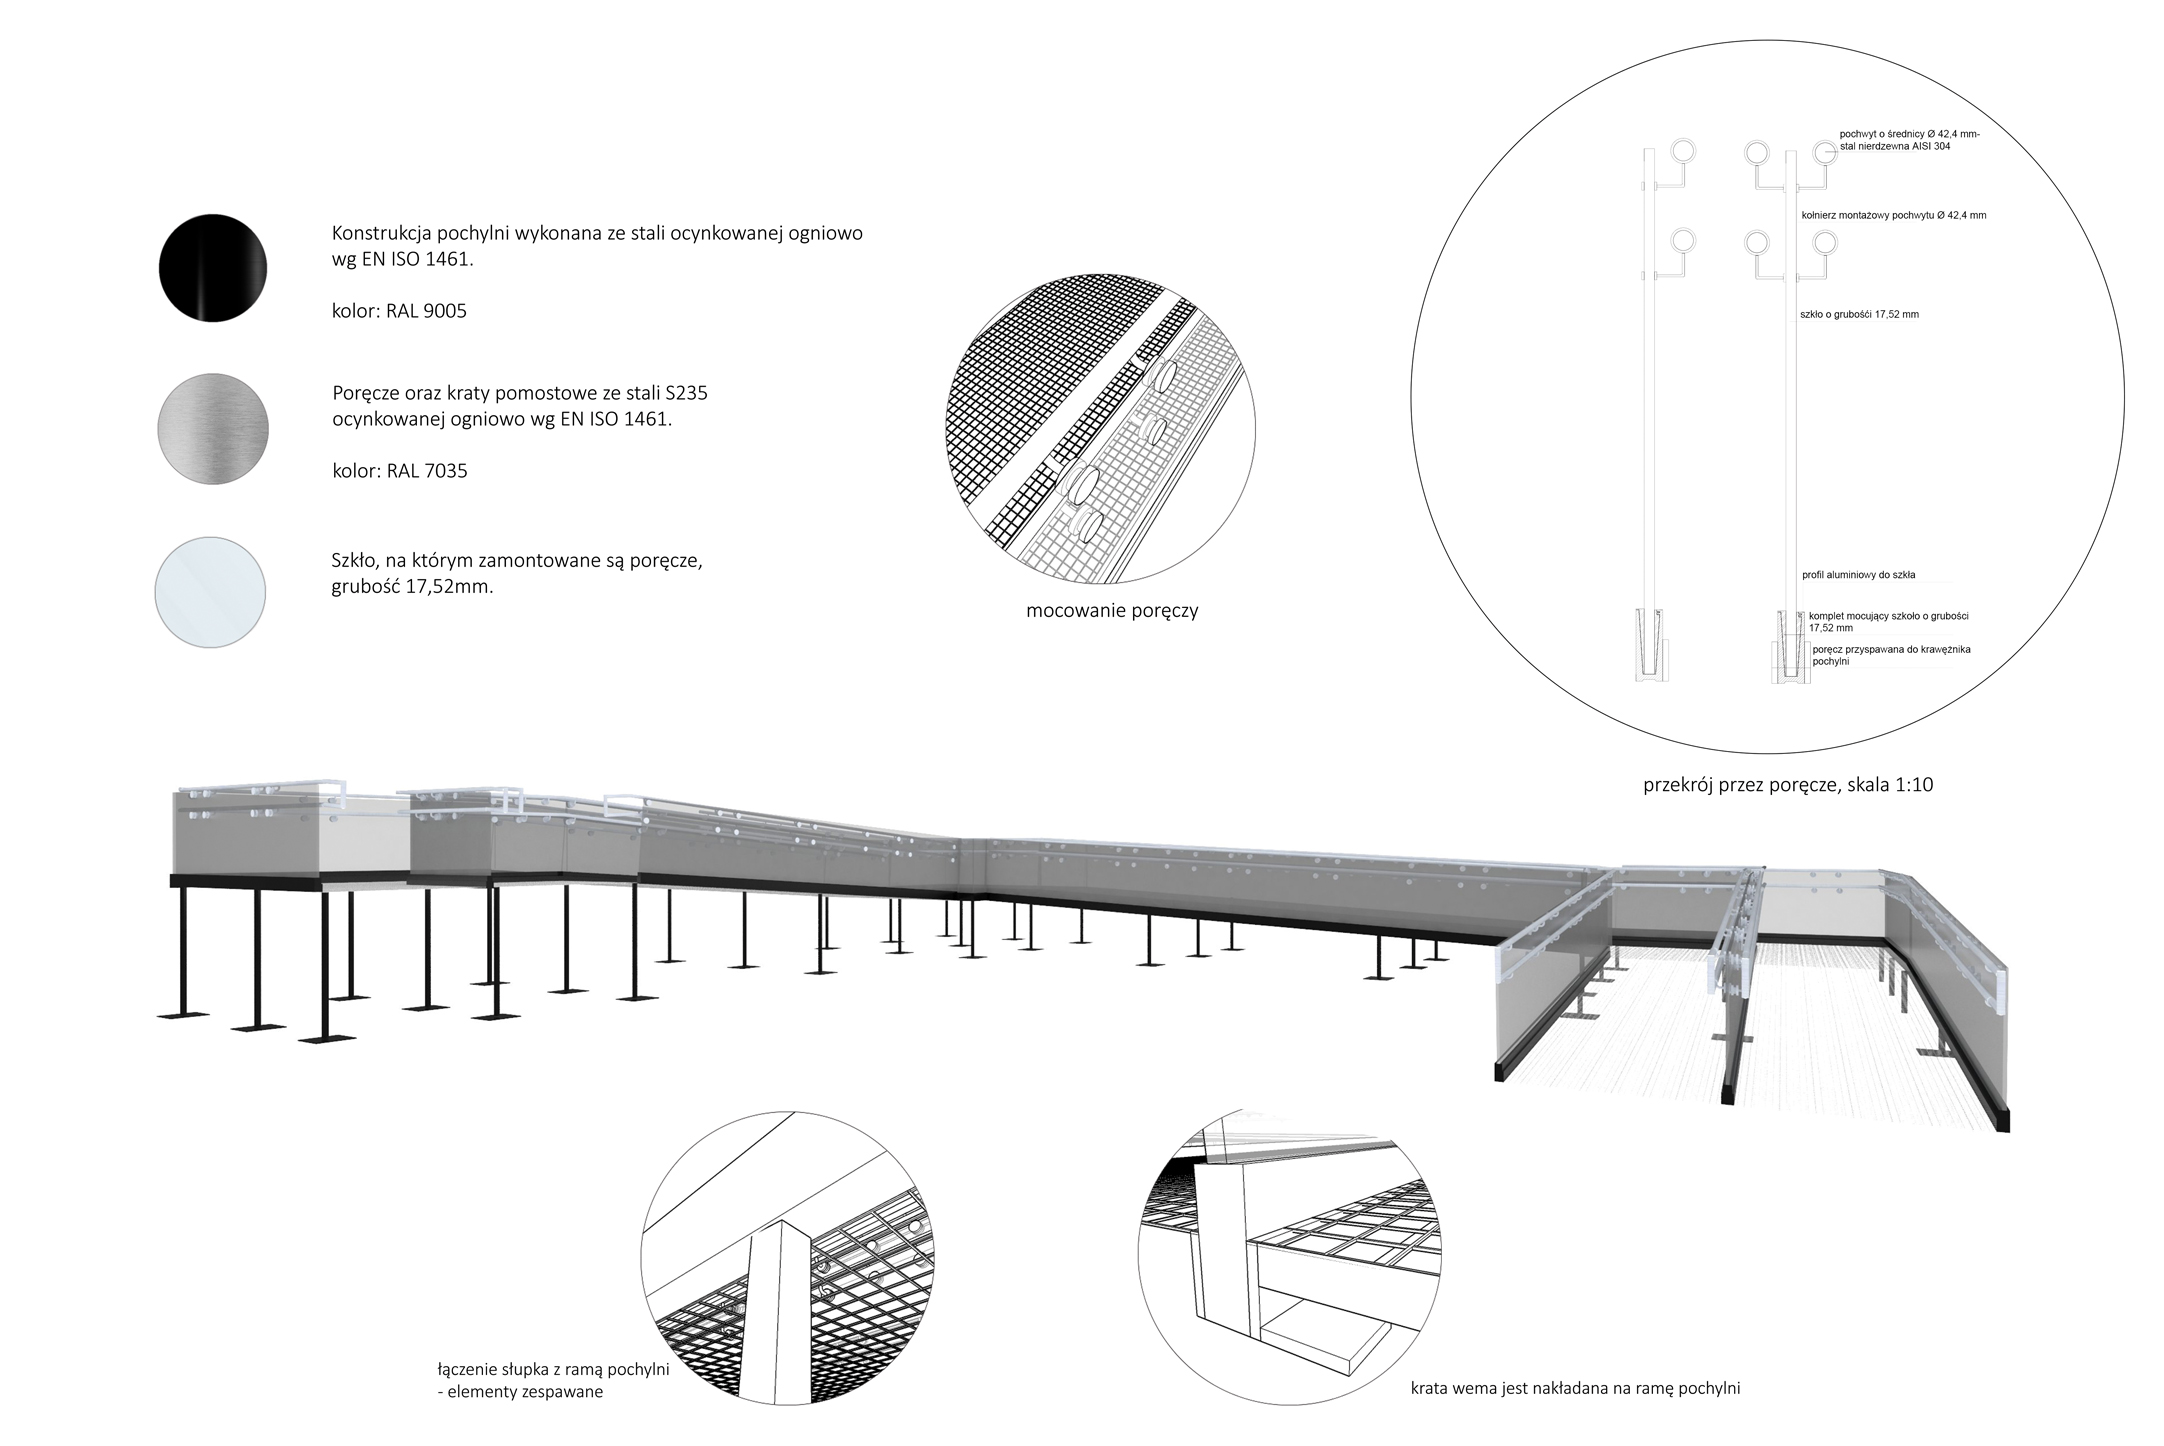 Konstrukcja pochylni wykonana ze stali ocynkowanej ogniowo
wg EN ISO 1461.
kolor: RAL 9005
Poręcze oraz kraty pomostowe ze stali S235
ocynkowanej ogniowo wg EN ISO 1461.
kolor: RAL 7035
Szkło, na którym zamontowane są poręcze,
grubość 17,52mm.
mocowanie poręczy
pochwyt o średnicy Ø 42,4 mm-
stal nierdzewna AISI 304
kołnierz montażowy pochwytu Ø 42,4 mm
szkło o grubośći 17,52 mm
profil aluminiowy do szkła
komplet mocujący szkoło o grubości
17,52 mm
poręcz przyspawana do krawężnika
pochylni
przekrój przez poręcze, skala 1:10
łączenie słupka z ramą pochylni
- elementy zespawane
krata wema jest nakładana na ramę pochylni